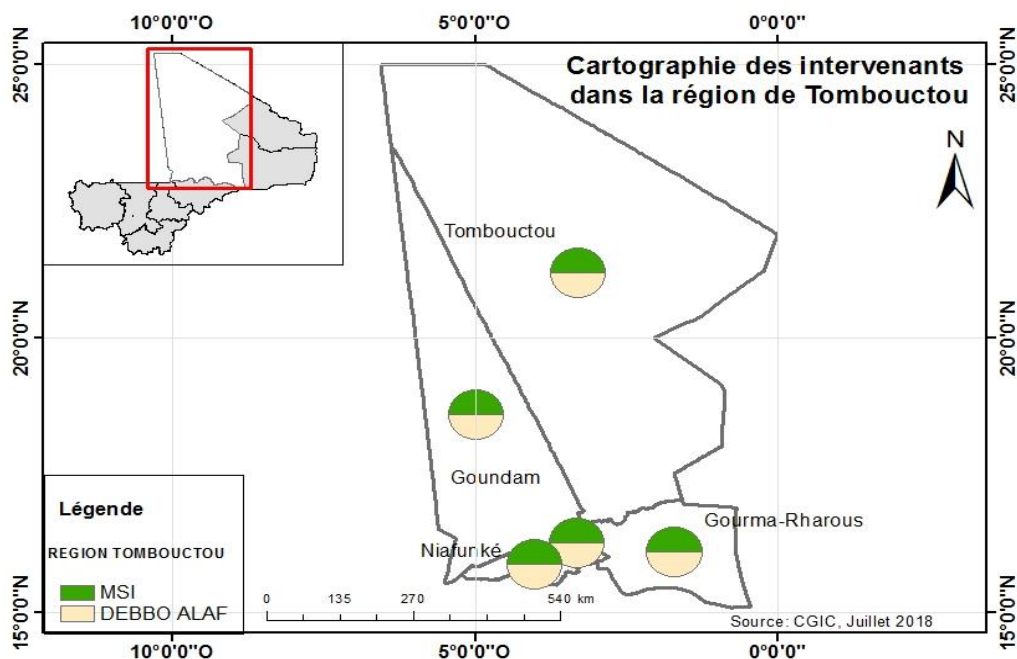 10°0'0"O 5°0'0"O 0°0'0"
25°0'0"N
20°0'0"N
15°0'0"N
Cartographie des intervenants
dans la région de Tombouctou
N
Tombouctou
Goundam
Gourma-Rharous
Niafunké
Légende
REGION TOMBOUCTOU
MSI
DEBBO ALAF
0 135 270 540 km
Source: CGIC, Juillet 2018
25°0'0"N
20°0'0"N
15°0'0"N
10°0'0"O 5°0'0"O 0°0'0"